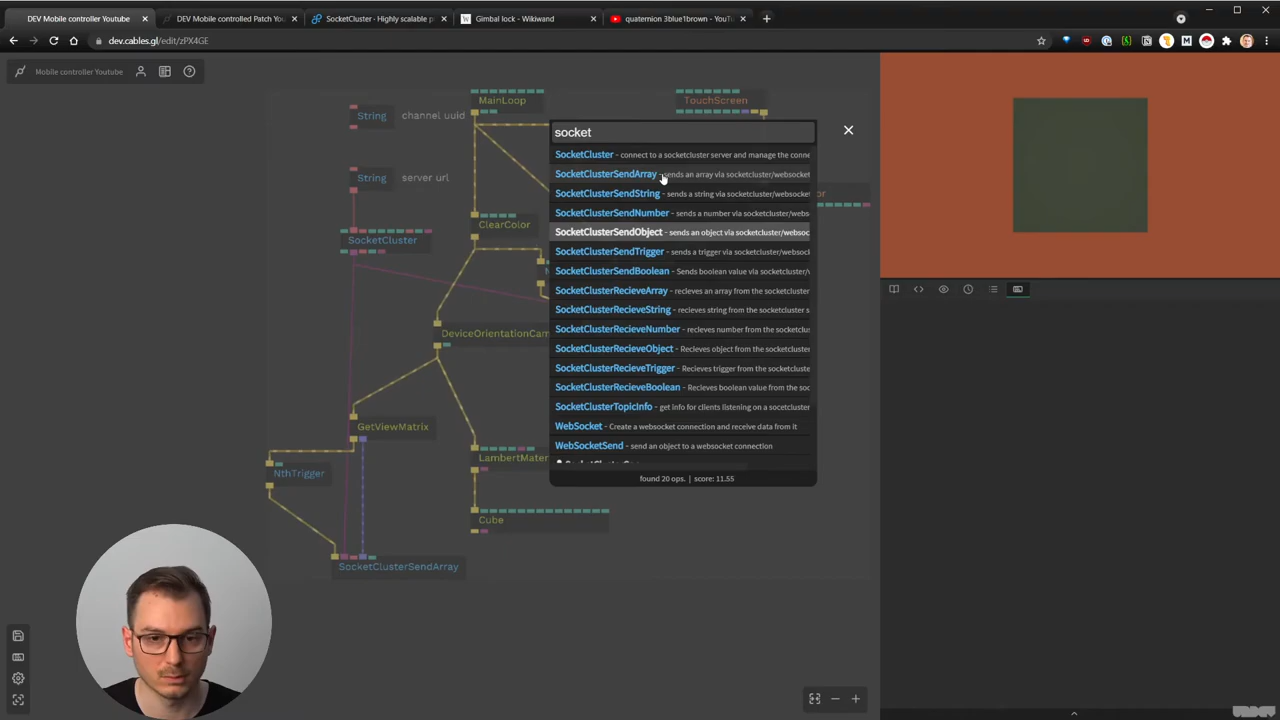 DEV Mobile controller Youtube
DEV Mobile controlled Patch Yo
SocketCluster · Highly scalable p
Gimbal lock - Wikiwand
quaternion 3blue1brown - YouT
dev.cables.gl/edit/zPX4GE
Mobile controller Youtube
String channel uuid
MainLoop
TouchScreen
String server url
SocketCluster
ClearColor
DeviceOrientationCam
GetViewMatrix
NthTrigger
LambertMater
Cube
SocketClusterSendArray
socket
SocketCluster - connect to a socketcluster server and manage the conne
SocketClusterSendArray - sends an array via socketcluster/websocket
SocketClusterSendString - sends a string via socketcluster/websocket
SocketClusterSendNumber - sends a number via socketcluster/webs
SocketClusterSendObject - sends an object via socketcluster/websoc
SocketClusterSendTrigger - sends a trigger via socketcluster/websoc
SocketClusterSendBoolean - Sends boolean value via socketcluster/w
SocketClusterRecieveArray - recieves an array from the socketcluster
SocketClusterRecieveString - recieves string from the socketcluster s
SocketClusterRecieveNumber - recieves number from the socketclus
SocketClusterRecieveObject - Recieves object from the socketcluster
SocketClusterRecieveTrigger - Recieves trigger from the socketcluste
SocketClusterRecieveBoolean - Recieves boolean value from the soc
SocketClusterTopicInfo - get info for clients listening on a socetcluster
WebSocket - Create a websocket connection and receive data from it
WebSocketSend - send an object to a websocket connection
found 20 ops. | score: 11.55